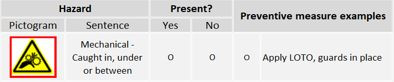 Hazard
Present?
Preventive measure examples
Pictogram
Sentence
Yes
No
Mechanical -
Caught in, under
or between
O
O
O
Apply LOTO, guards in place